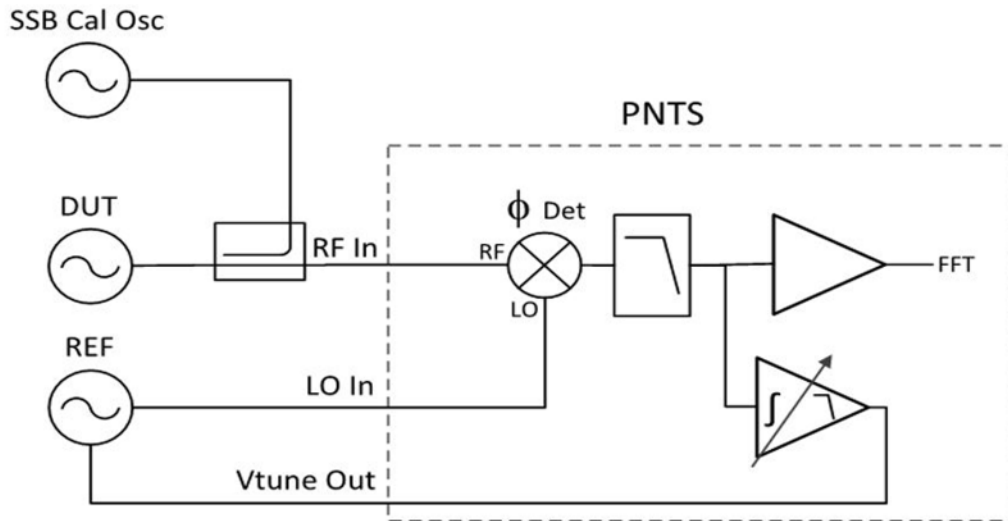 SSB Cal Osc
PNTS
DUT
RF In
RF
ϕ Det
LO
FFT
REF
LO In
∫
Vtune Out